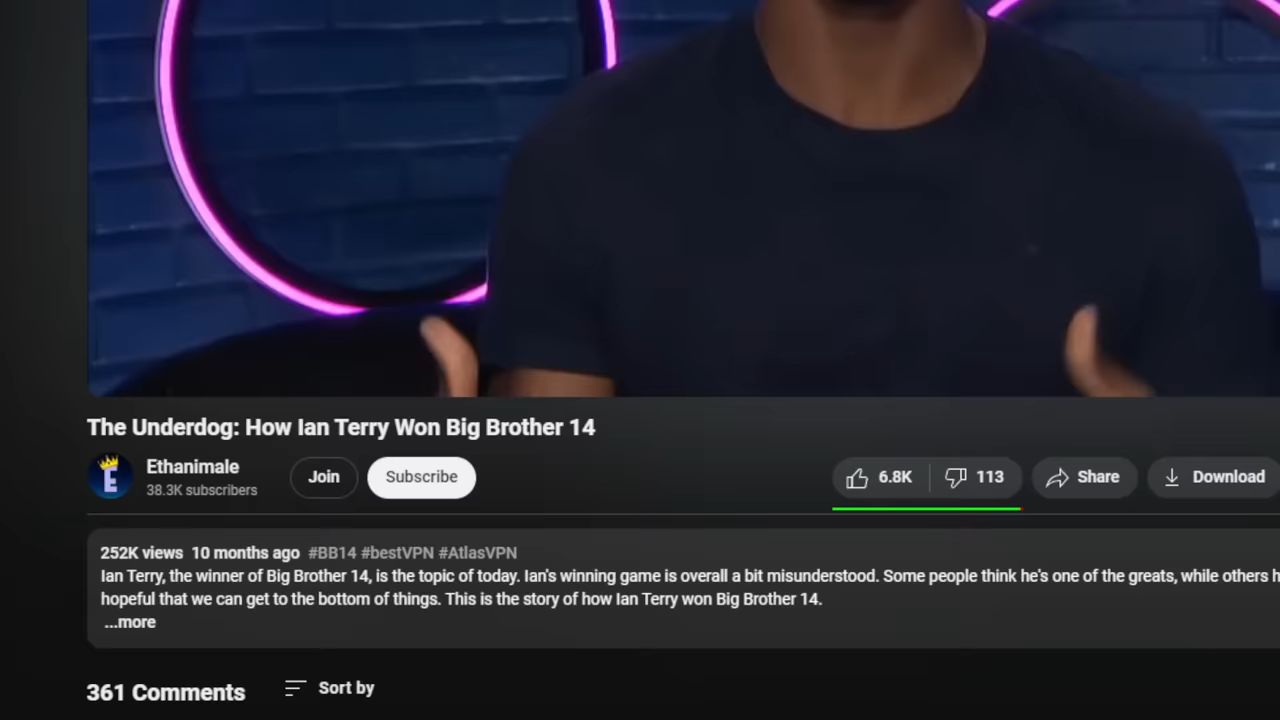 The Underdog: How Ian Terry Won Big Brother 14
E
Ethanimale
38.3K subscribers
Join
Subscribe
6.8K
113
Share
Download
252K views 10 months ago #BB14 #bestVPN #AtlasVPN
Ian Terry, the winner of Big Brother 14, is the topic of today. Ian's winning game is overall a bit misunderstood. Some people think he's one of the greats, while others h
hopeful that we can get to the bottom of things. This is the story of how Ian Terry won Big Brother 14.
...more
361 Comments
Sort by